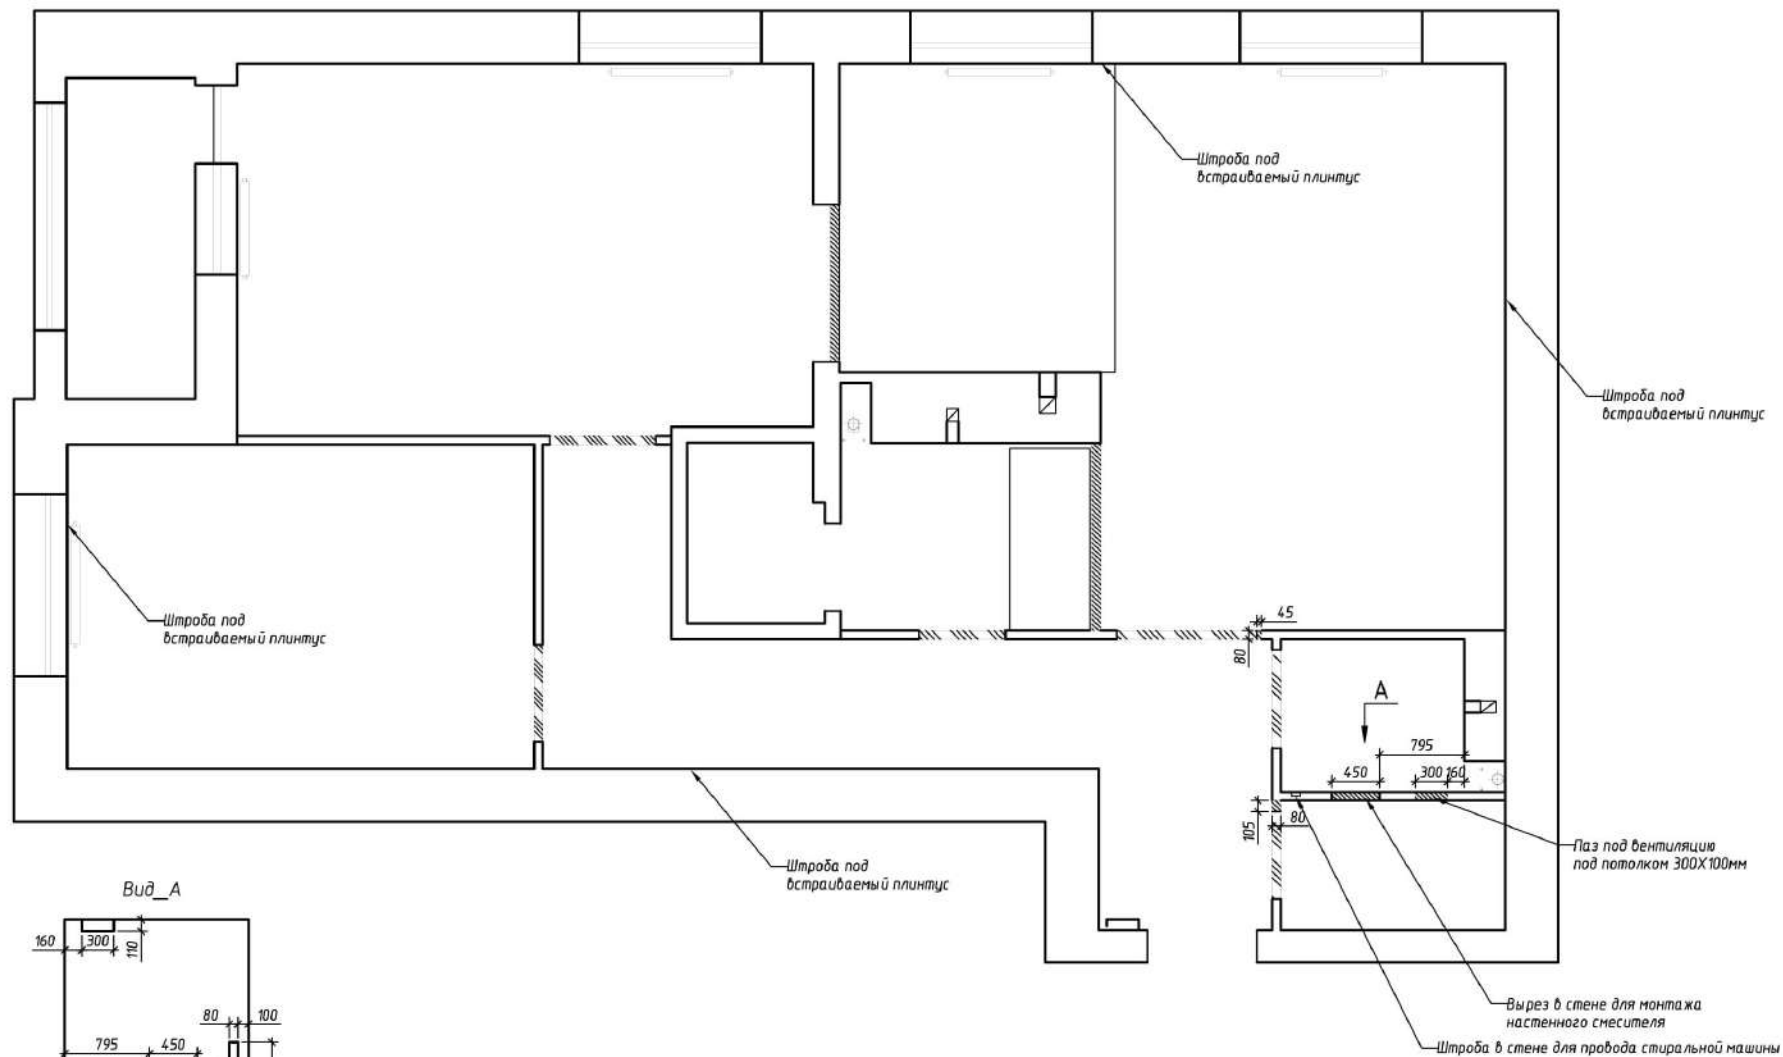 Штроба под
встраиваемый плинтус
Штроба под
встраиваемый плинтус
Штроба под
встраиваемый плинтус
45
80
A
795
450
300
160
105
80
Паз под вентиляцию
под потолком 300X100мм
Штроба под
встраиваемый плинтус
Вид_А
160
300
110
80
100
795
450
Вырез в стене для монтажа
настенного смесителя
Штроба в стене для провода стиральной машины